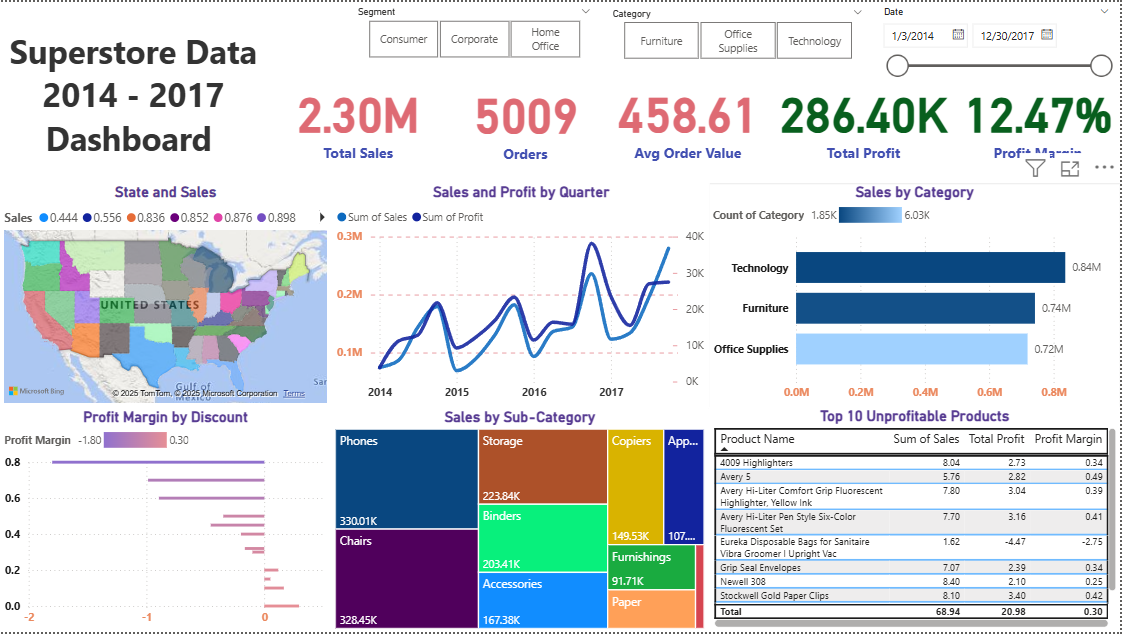 Superstore Data
2014 - 2017
Dashboard
Segment
Consumer
Corporate
Home
Office
Category
Furniture
Office
Supplies
Technology
Date
1/3/2014
12/30/2017
2.30M
Total Sales
5009
Orders
458.61
Avg Order Value
286.40K
Total Profit
12.47%
Profit Margin
State and Sales
Sales 0.444 0.556 0.836 0.852 0.876 0.898
UNITED STATES
Gulf of
Mexico
San
Microsoft Bing
© 2025 TomTom, © 2025 Microsoft Corporation Terms
Sales and Profit by Quarter
Sum of Sales Sum of Profit
0.3M
0.2M
0.1M
40K
30K
20K
10K
0K
2014 2015 2016 2017
Sales by Category
Count of Category 1.85K 6.03K
Technology 0.84M
Furniture 0.74M
Office Supplies 0.72M
0.0M 0.2M 0.4M 0.6M 0.8M
Profit Margin by Discount
Profit Margin -1.80 0.30
0.8
0.6
0.4
0.2
0.0
-2 -1 0
Sales by Sub-Category
Phones
330.01K
Chairs
328.45K
Storage
223.84K
Binders
203.41K
Accessories
167.38K
Copiers
149.53K
App...
107....
Furnishings
91.71K
Paper
Top 10 Unprofitable Products
Product Name Sum of Sales Total Profit Profit Margin
4009 Highlighters 8.04 2.73 0.34
Avery 5 5.76 2.82 0.49
Avery Hi-Liter Comfort Grip Fluorescent 7.80 3.04 0.39
Highlighter, Yellow Ink
Avery Hi-Liter Pen Style Six-Color 7.70 3.16 0.41
Fluorescent Set
Eureka Disposable Bags for Sanitaire 1.62 -4.47 -2.75
Vibra Groomer I Upright Vac
Grip Seal Envelopes 7.07 2.39 0.34
Newell 308 8.40 2.10 0.25
Stockwell Gold Paper Clips 8.10 3.40 0.42
Total 68.94 20.98 0.30